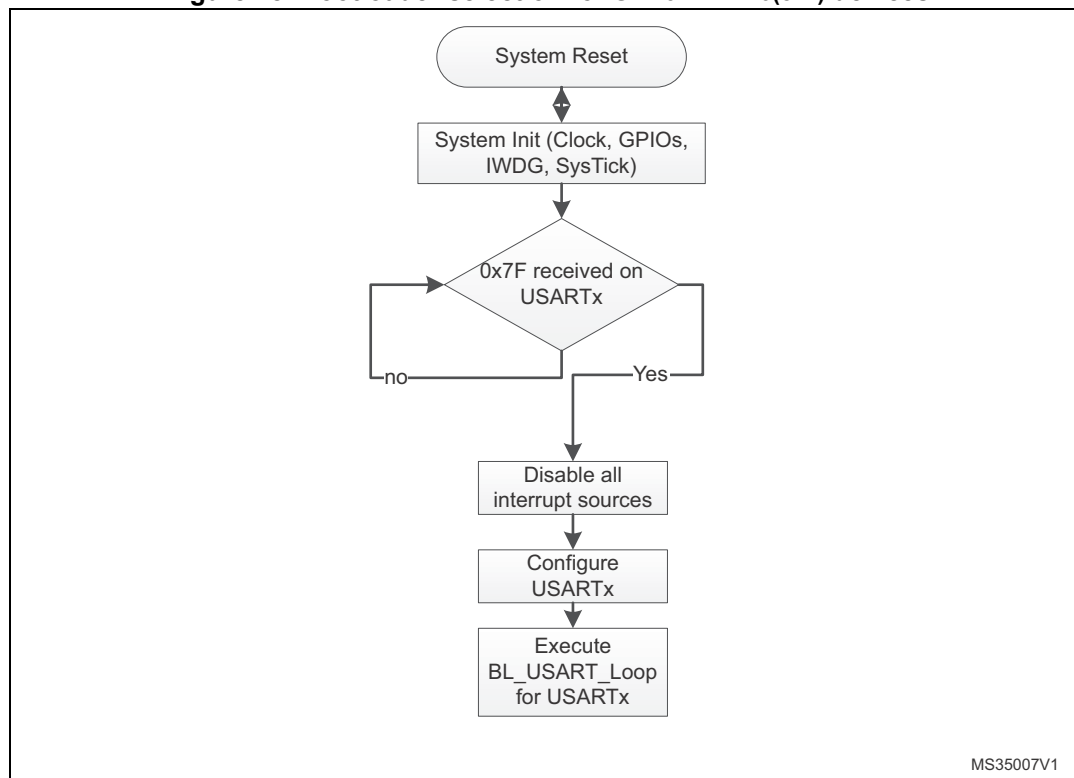 System Reset
System Init (Clock, GPIOs,
IWDG, SysTick)
0x7F received on
USARTx
no
Yes
Disable all
interrupt sources
Configure
USARTx
Execute
BL_USART_Loop
for USARTx
MS35007V1